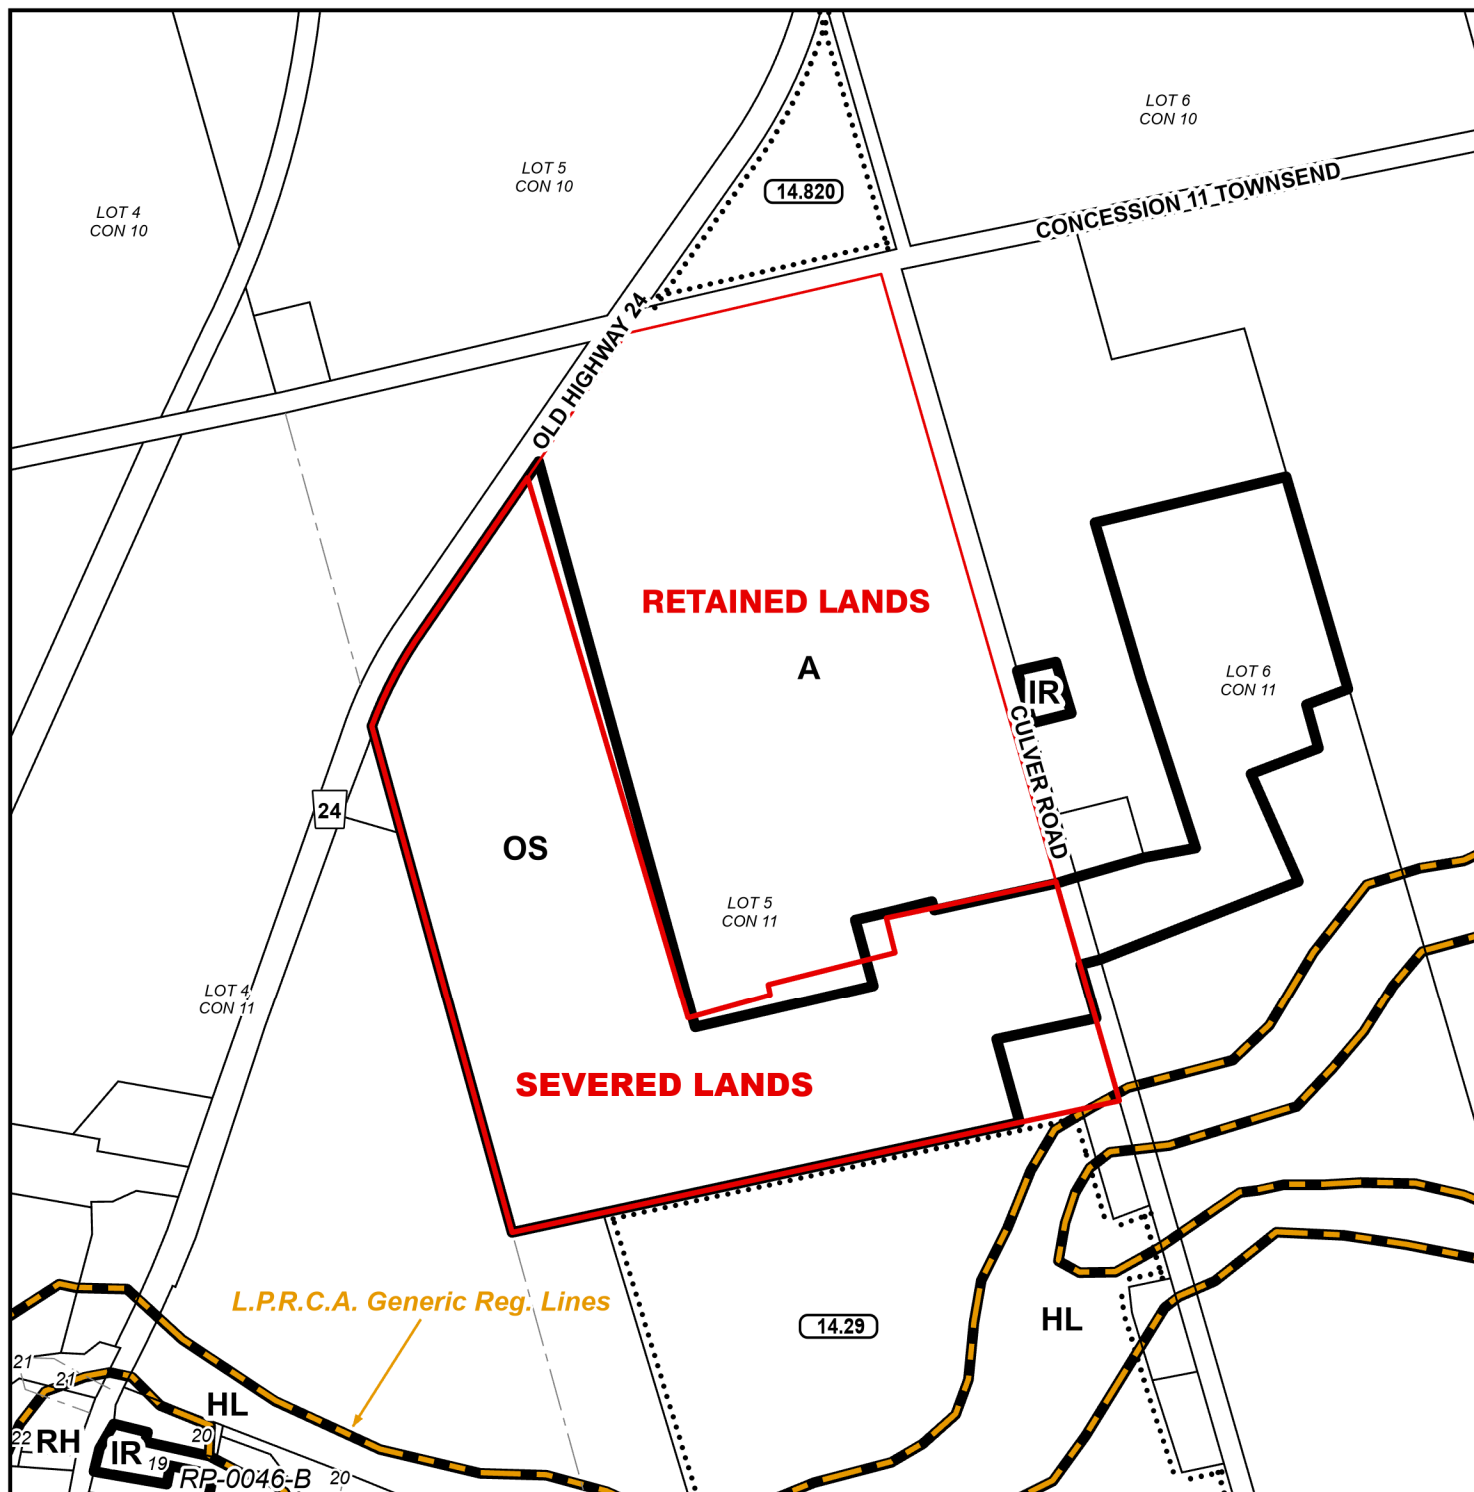 LOT 6
CON 10
LOT 5
CON 10
14.820
LOT 4
CON 10
CONCESSION 11 TOWNSEND
OLD HIGHWAY 24
RETAINED LANDS
A
IR
LOT 6
CON 11
CULVER ROAD
24
OS
LOT 5
CON 11
LOT 4
CON 11
SEVERED LANDS
L.P.R.C.A. Generic Reg. Lines
14.29
HL
21
21
HL
22
RH
IR
19
20
RP-0046-B
20